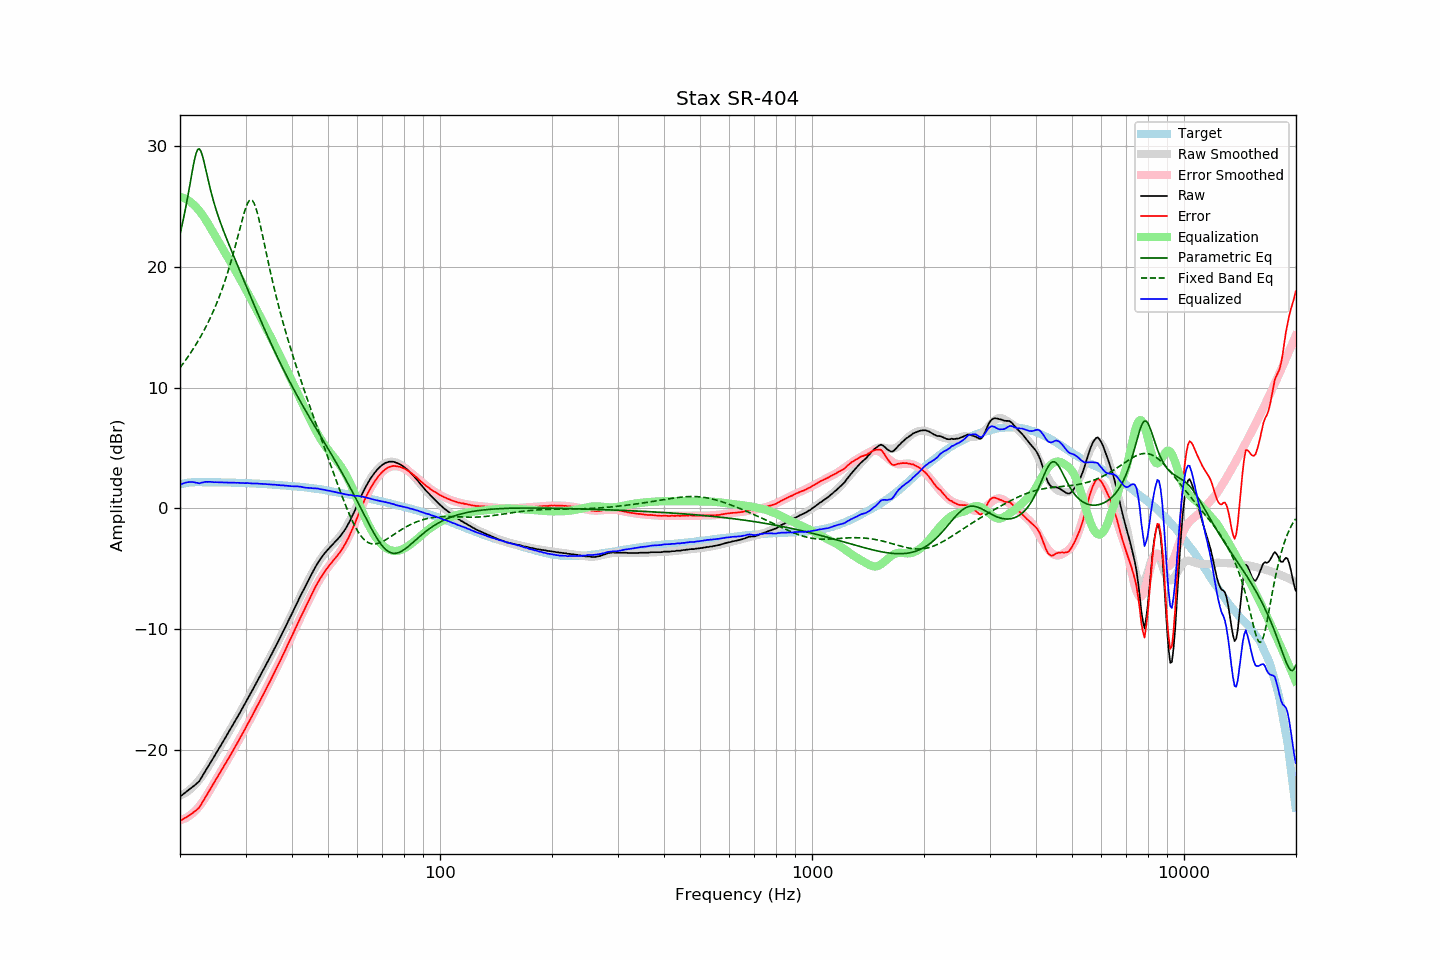 Stax SR-404
Target
Raw Smoothed
Error Smoothed
Raw
Error
Equalization
Parametric Eq
Fixed Band Eq
Equalized
30
20
10
0
−10
−20
Amplitude (dBr)
100
1000
10000
Frequency (Hz)